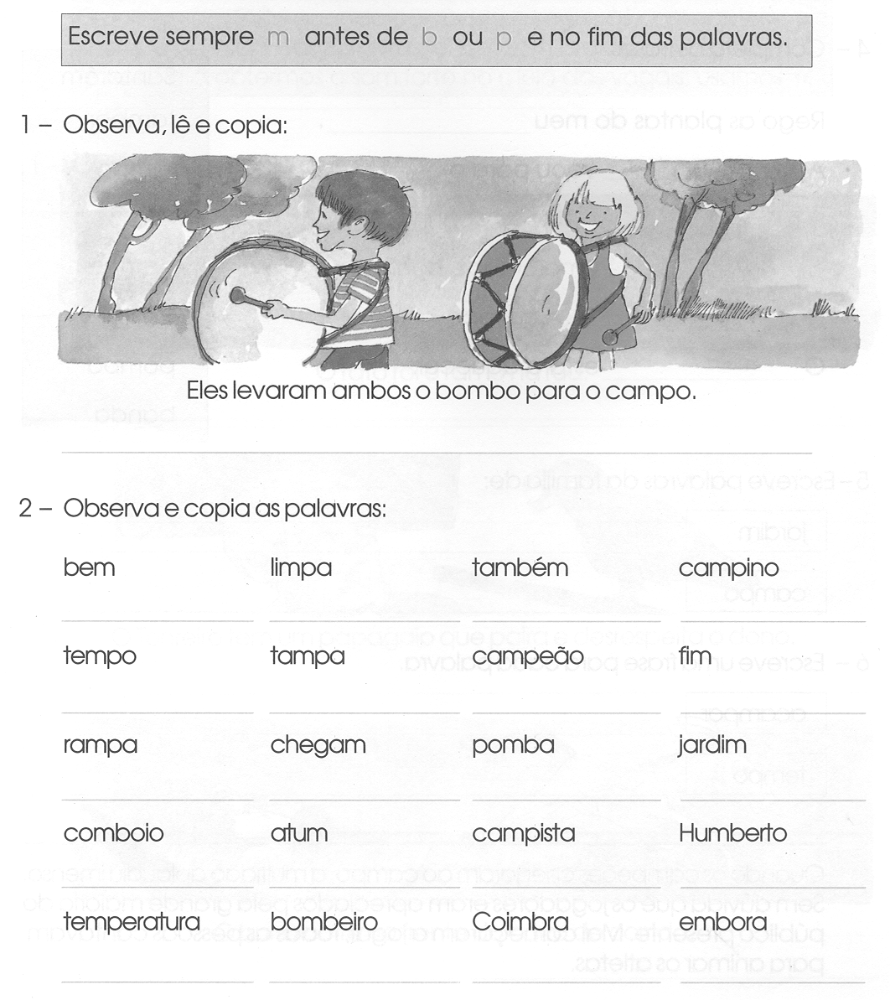 Escreve sempre m antes de b ou p e no fim das palavras.
1 – Observa, lê e copia:
Eles levaram ambos o bombo para o campo.
2 – Observa e copia as palavras:
bem limpa também campino
tempo tampa campeão fim
rampa chegam pomba jardim
comboio atum campista Humberto
temperatura bombeiro Coimbra embora